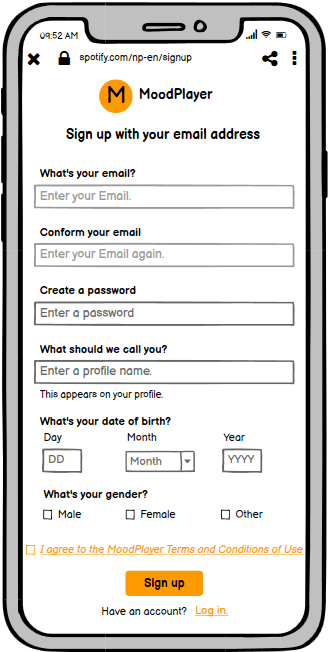 09:52 AM
spotify.com/np-en/signup
M MoodPlayer
Sign up with your email address
What's your email?
Enter your Email.
Conform your email
Enter your Email again.
Create a password
Enter a password
What should we call you?
Enter a profile name.
This appears on your profile.
What's your date of birth?
Day Month Year
DD Month YYYY
What's your gender?
Male Female Other
I agree to the MoodPlayer Terms and Conditions of Use
Sign up
Have an account? Log in.